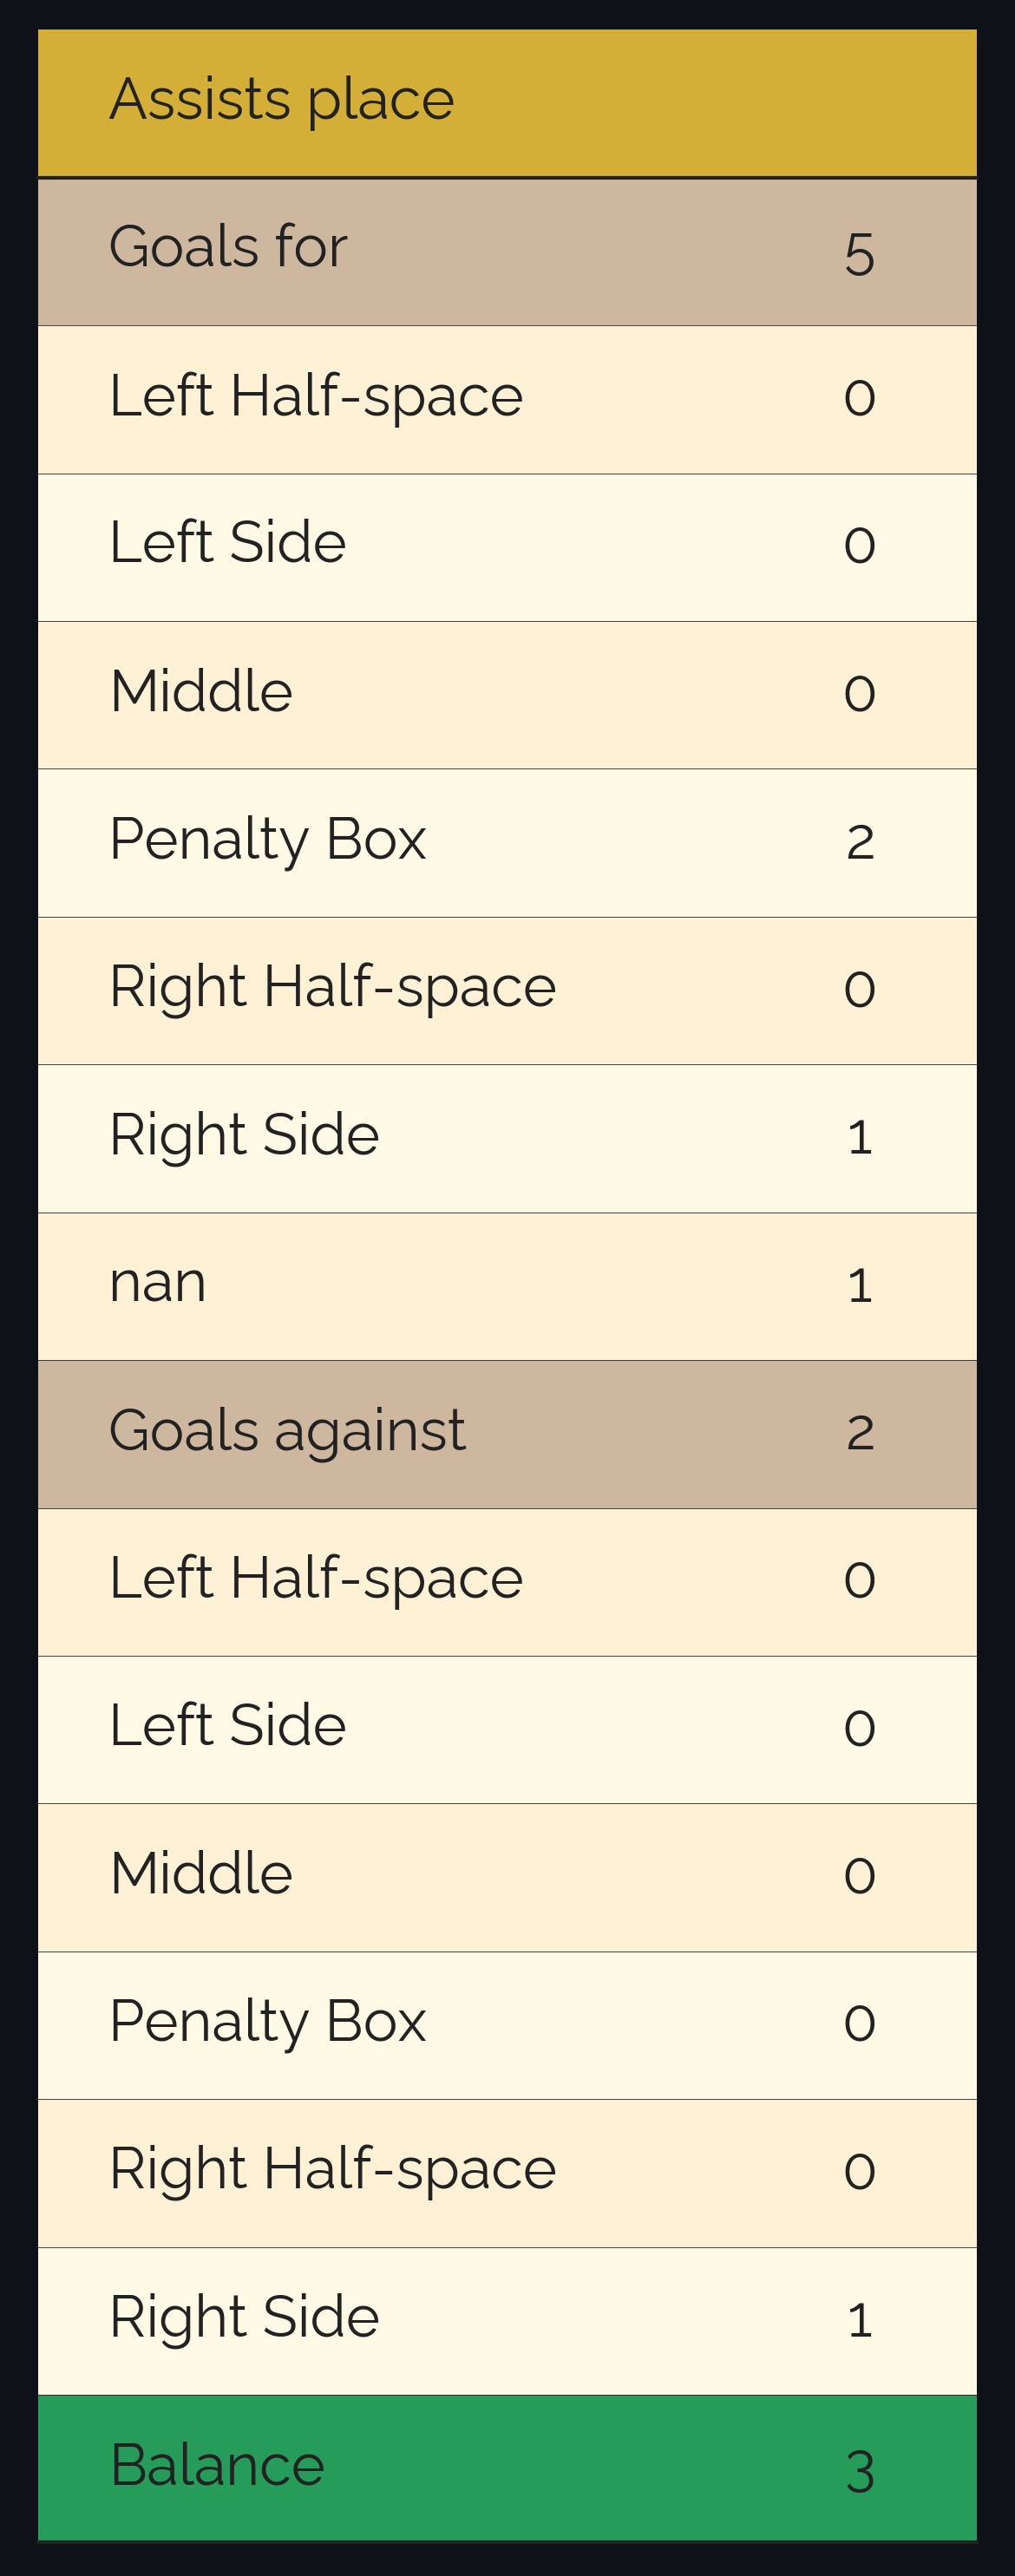 Assists place
Goals for 5
Left Half-space 0
Left Side 0
Middle 0
Penalty Box 2
Right Half-space 0
Right Side 1
nan 1
Goals against 2
Left Half-space 0
Left Side 0
Middle 0
Penalty Box 0
Right Half-space 0
Right Side 1
Balance 3